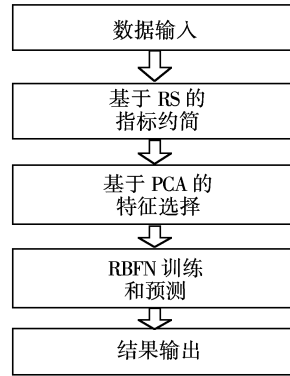 数据输入
基于 RS 的
指标约简
基于 PCA 的
特征选择
RBFN 训练
和预测
结果输出